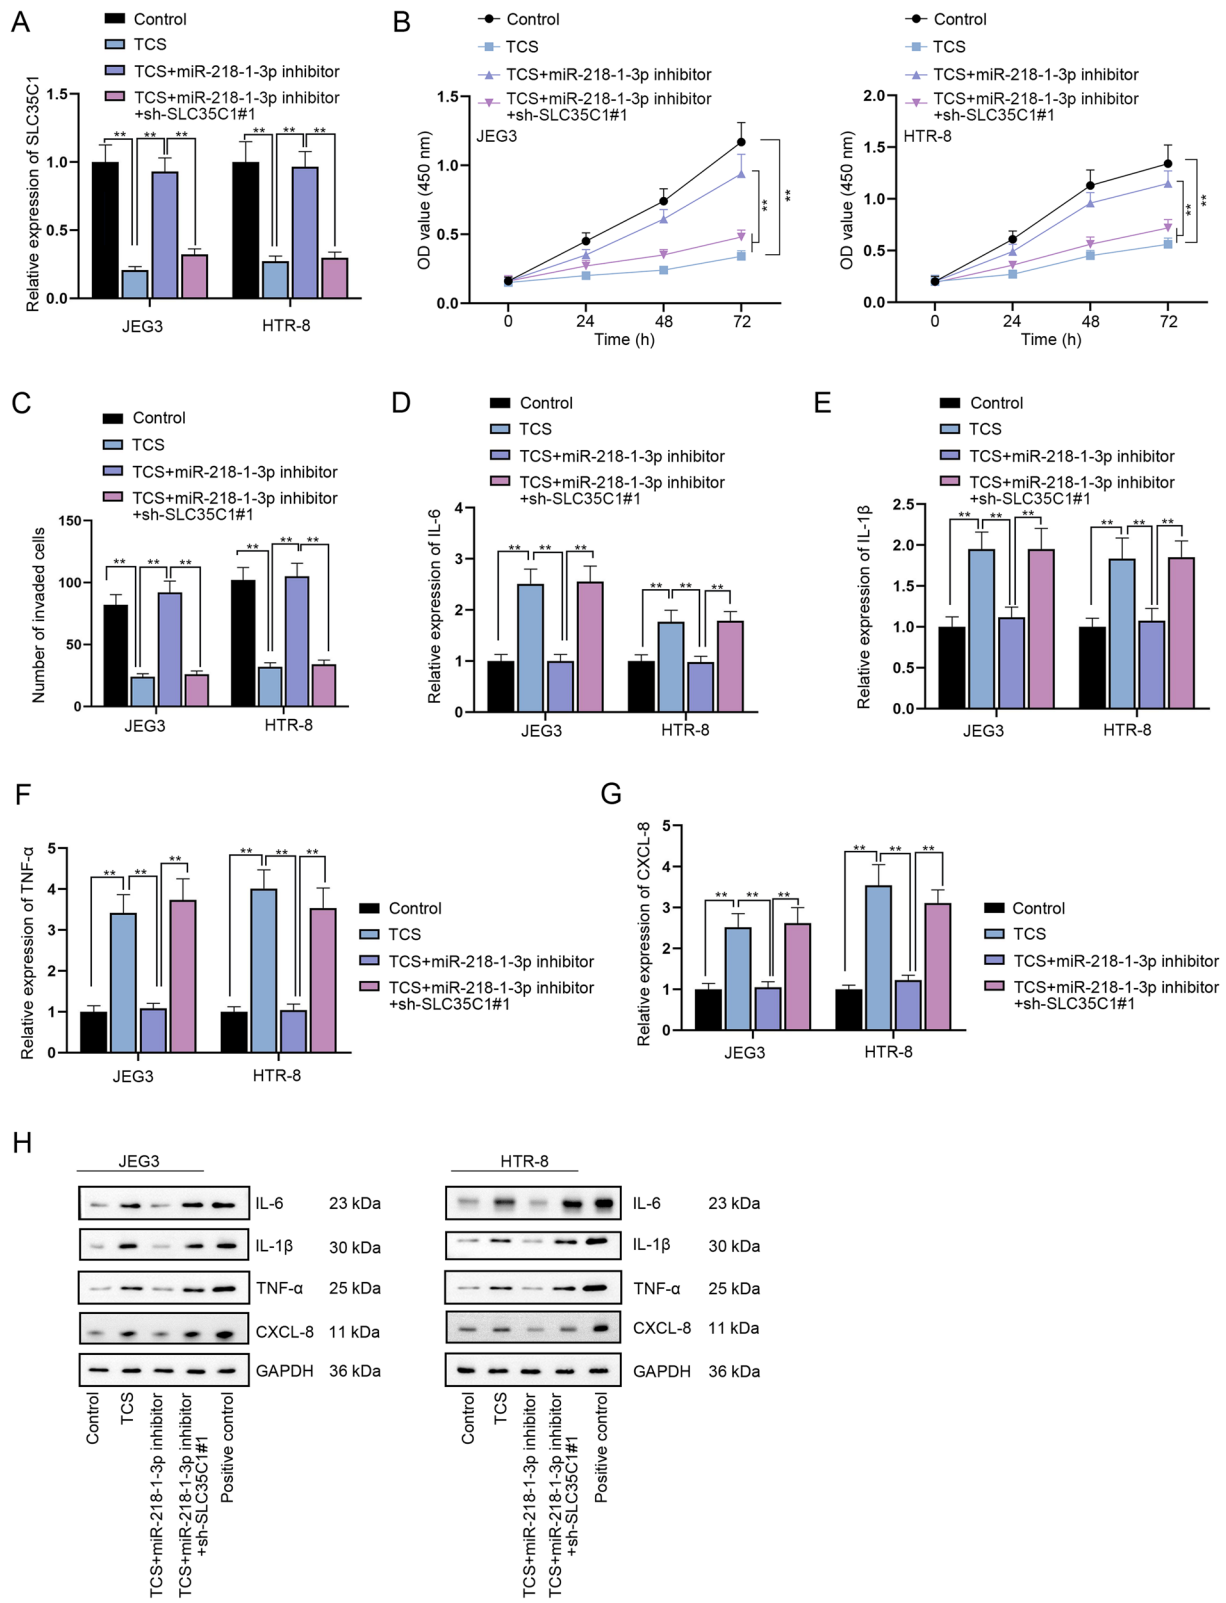 A
Control
TCS
TCS+miR-218-1-3p inhibitor
TCS+miR-218-1-3p inhibitor
+sh-SLC35C1#1
Relative expression of SLC35C1
1.5
1.0
0.5
0.0
** ** ** ** ** **
JEG3
HTR-8
B
Control
TCS
TCS+miR-218-1-3p inhibitor
TCS+miR-218-1-3p inhibitor
+sh-SLC35C1#1
JEG3
OD value (450 nm)
1.5
1.0
0.5
0.0
** **
0 24 48 72
Time (h)
Control
TCS
TCS+miR-218-1-3p inhibitor
TCS+miR-218-1-3p inhibitor
+sh-SLC35C1#1
HTR-8
OD value (450 nm)
2.0
1.5
1.0
0.5
0.0
** **
0 24 48 72
Time (h)
C
Control
TCS
TCS+miR-218-1-3p inhibitor
TCS+miR-218-1-3p inhibitor
+sh-SLC35C1#1
Number of invaded cells
150
100
50
0
** ** ** ** ** **
JEG3
HTR-8
D
Control
TCS
TCS+miR-218-1-3p inhibitor
TCS+miR-218-1-3p inhibitor
+sh-SLC35C1#1
Relative expression of IL-6
4
3
2
1
0
** ** ** ** ** **
JEG3
HTR-8
E
Control
TCS
TCS+miR-218-1-3p inhibitor
TCS+miR-218-1-3p inhibitor
+sh-SLC35C1#1
Relative expression of IL-1β
2.5
2.0
1.5
1.0
0.5
0.0
** ** ** ** ** **
JEG3
HTR-8
F
Relative expression of TNF-α
5
4
3
2
1
0
** ** ** ** ** **
JEG3
HTR-8
Control
TCS
TCS+miR-218-1-3p inhibitor
TCS+miR-218-1-3p inhibitor
+sh-SLC35C1#1
G
Relative expression of CXCL-8
5
4
3
2
1
0
** ** ** ** ** **
JEG3
HTR-8
Control
TCS
TCS+miR-218-1-3p inhibitor
TCS+miR-218-1-3p inhibitor
+sh-SLC35C1#1
H
JEG3
IL-6 23 kDa
IL-1β 30 kDa
TNF-α 25 kDa
CXCL-8 11 kDa
GAPDH 36 kDa
Control
TCS
TCS+miR-218-1-3p inhibitor
TCS+miR-218-1-3p inhibitor
+sh-SLC35C1#1
Positive control
HTR-8
IL-6 23 kDa
IL-1β 30 kDa
TNF-α 25 kDa
CXCL-8 11 kDa
GAPDH 36 kDa
Control
TCS
TCS+miR-218-1-3p inhibitor
TCS+miR-218-1-3p inhibitor
+sh-SLC35C1#1
Positive control